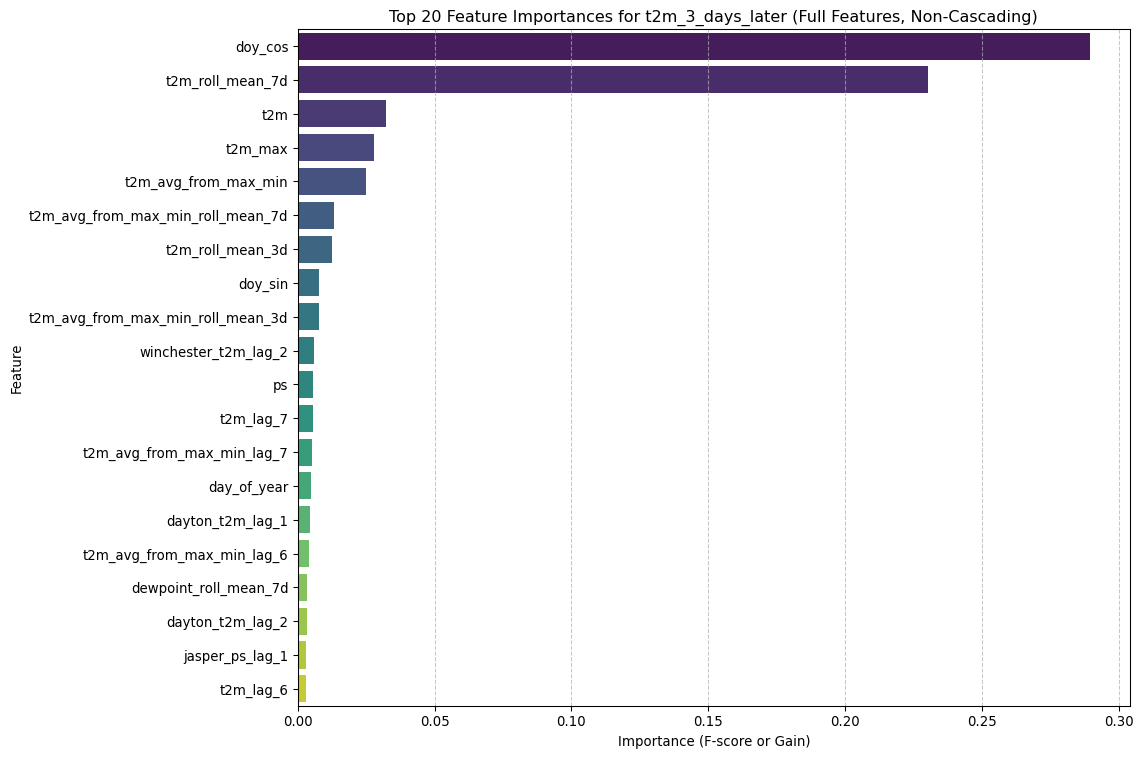 Top 20 Feature Importances for t2m_3_days_later (Full Features, Non-Cascading)
doy_cos
t2m_roll_mean_7d
t2m
t2m_max
t2m_avg_from_max_min
t2m_avg_from_max_min_roll_mean_7d
t2m_roll_mean_3d
doy_sin
t2m_avg_from_max_min_roll_mean_3d
winchester_t2m_lag_2
ps
t2m_lag_7
t2m_avg_from_max_min_lag_7
day_of_year
dayton_t2m_lag_1
t2m_avg_from_max_min_lag_6
dewpoint_roll_mean_7d
dayton_t2m_lag_2
jasper_ps_lag_1
t2m_lag_6
Feature
0.00 0.05 0.10 0.15 0.20 0.25 0.30
Importance (F-score or Gain)